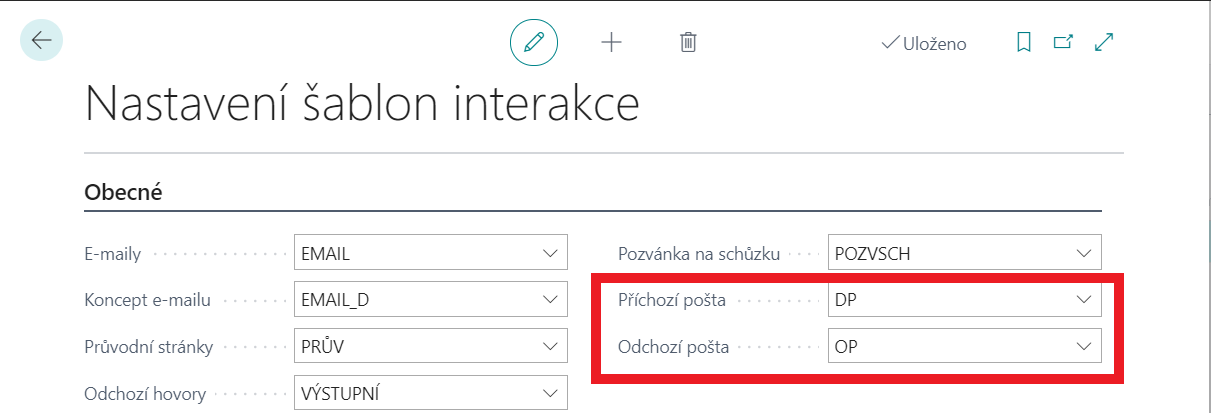 Uloženo
Nastavení šablon interakce
Obecné
E-maily EMAIL
Pozvánka na schůzku POZVSCH
Koncept e-mailu EMAIL_D
Příchozí pošta DP
Průvodní stránky PRŮV
Odchozí pošta OP
Odchozí hovory VÝSTUPNÍ